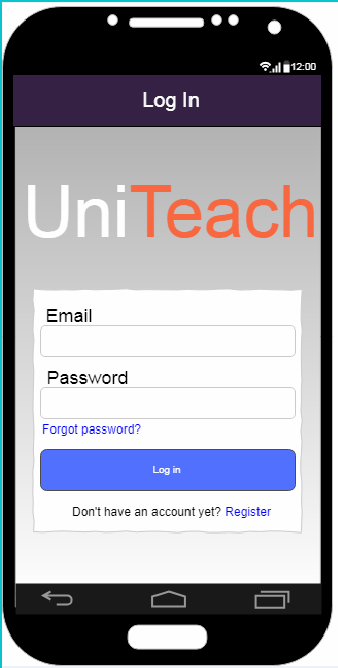 12:00
Log In
UniTeach
Email
Password
Forgot password?
Log in
Don't have an account yet? Register